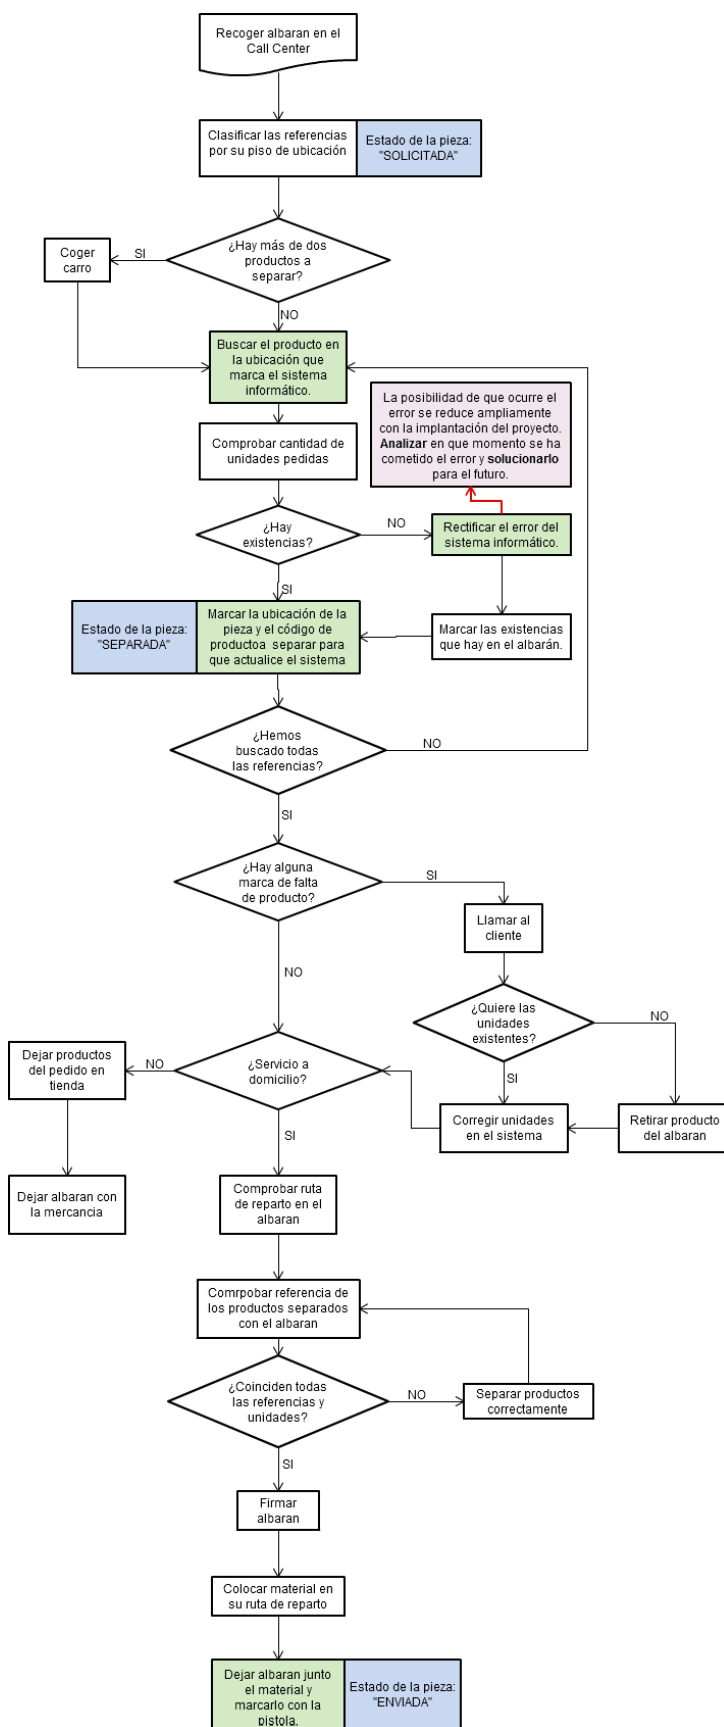 Recoger albaran en el
Call Center
Clasificar las referencias
por su piso de ubicación
Estado de la pieza:
"SOLICITADA"
¿Hay más de dos
productos a
separar?
SI
Coger
carro
NO
Buscar el producto en
la ubicación que
marca el sistema
informático.
La posibilidad de que ocurre el
error se reduce ampliamente
con la implantación del proyecto.
Analizar en que momento se ha
cometido el error y solucionarlo
para el futuro.
Comprobar cantidad de
unidades pedidas
¿Hay
existencias?
NO
Rectificar el error del
sistema informático.
SI
Estado de la pieza:
"SEPARADA"
Marcar la ubicación de la
pieza y el código de
productoa separar para
que actualice el sistema
Marcar las existencias
que hay en el albarán.
¿Hemos
buscado todas
las referencias?
NO
SI
¿Hay alguna
marca de falta
de producto?
SI
Llamar al
cliente
NO
¿Quiere las
unidades
existentes?
NO
SI
Dejar productos
del pedido en
tienda
NO
¿Servicio a
domicilio?
Corregir unidades
en el sistema
Retirar producto
del albaran
SI
Dejar albaran con
la mercancia
Comprobar ruta
de reparto en el
albaran
Comrpobar referencia de
los productos separados
con el albaran
¿Coinciden todas
las referencias y
unidades?
NO
Separar productos
correctamente
SI
Firmar
albaran
Colocar material en
su ruta de reparto
Dejar albaran junto
el material y
marcarlo con la
pistola.
Estado de la pieza:
"ENVIADA"